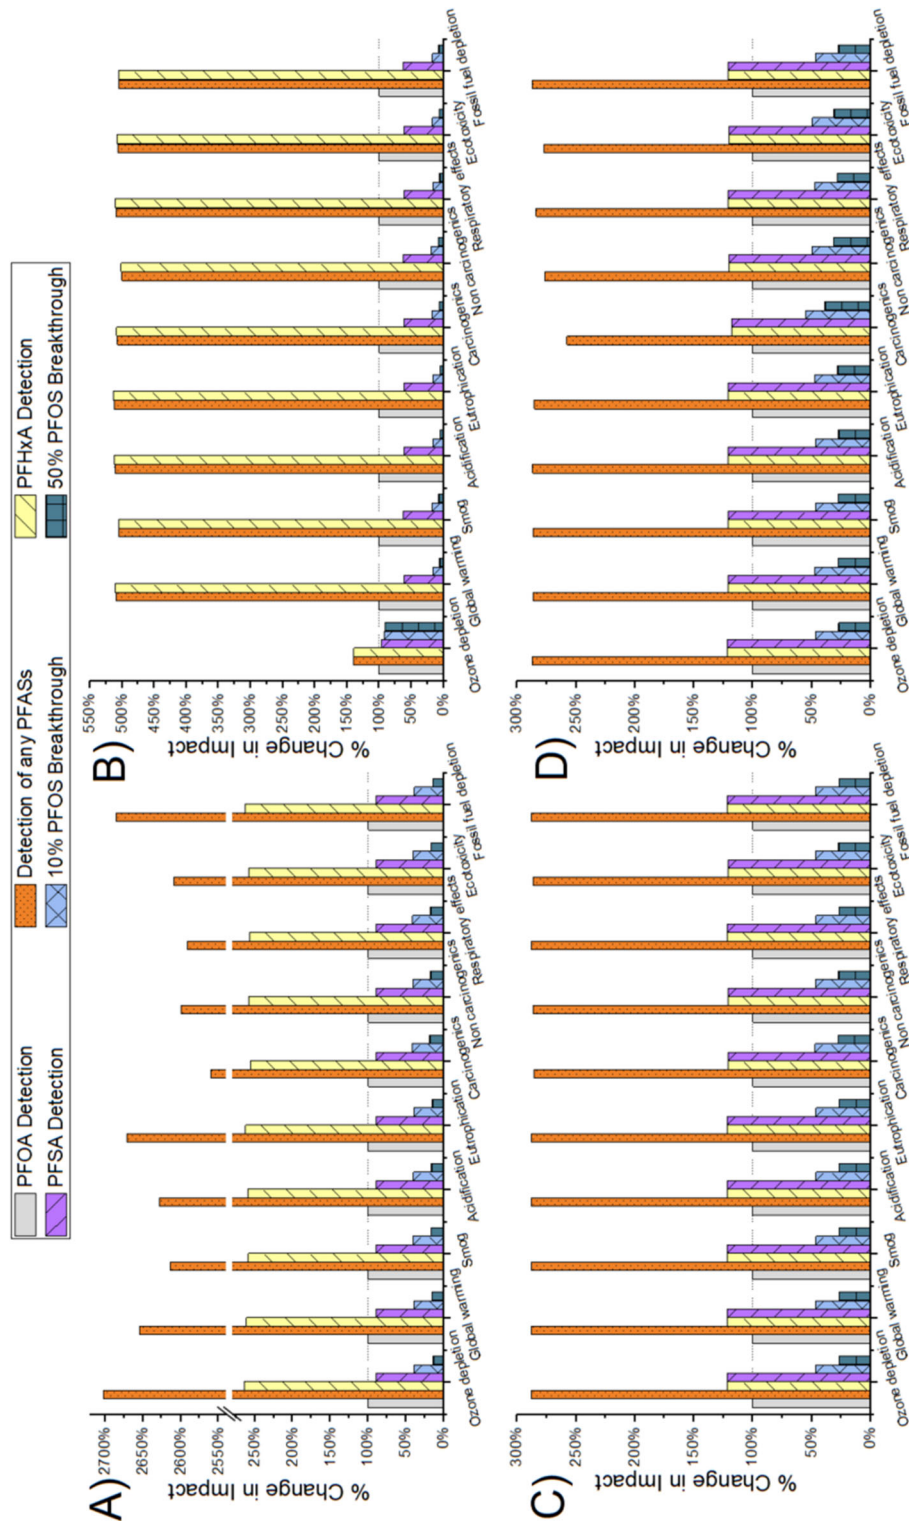 PFOA Detection
Detection of any PFASs
PFHxA Detection
PFSA Detection
10% PFOS Breakthrough
50% PFOS Breakthrough
A)
% Change in Impact
2700%
2650%
2600%
2550%
250%
200%
150%
100%
50%
0%
Ozone depletion
Global warming
Smog
Acidification
Eutrophication
Carcinogenics
Non carcinogenics
Respiratory effects
Ecotoxicity
Fossil fuel depletion
B)
% Change in Impact
550%
500%
450%
400%
350%
300%
250%
200%
150%
100%
50%
0%
Ozone depletion
Global warming
Smog
Acidification
Eutrophication
Carcinogenics
Non carcinogenics
Respiratory effects
Ecotoxicity
Fossil fuel depletion
C)
% Change in Impact
300%
250%
200%
150%
100%
50%
0%
Ozone depletion
Global warming
Smog
Acidification
Eutrophication
Carcinogenics
Non carcinogenics
Respiratory effects
Ecotoxicity
Fossil fuel depletion
D)
% Change in Impact
300%
250%
200%
150%
100%
50%
0%
Ozone depletion
Global warming
Smog
Acidification
Eutrophication
Carcinogenics
Non carcinogenics
Respiratory effects
Ecotoxicity
Fossil fuel depletion